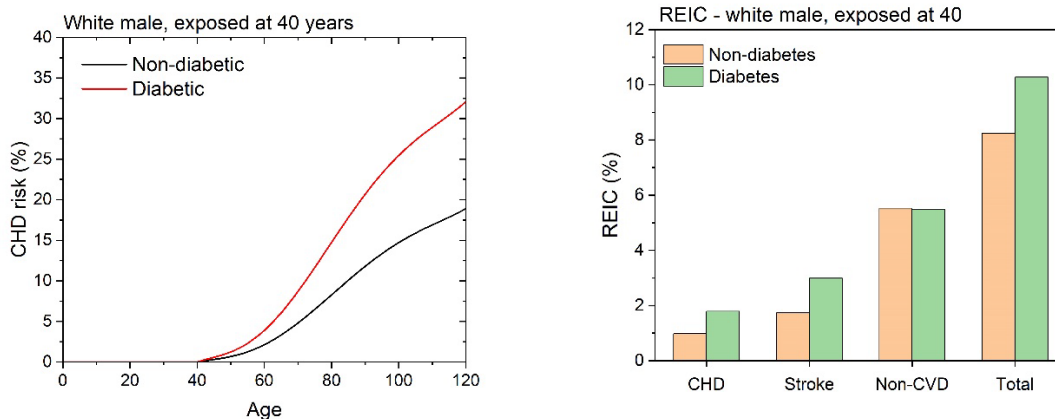 White male, exposed at 40 years
40
35
30
25
20
15
10
5
0
CHD risk (%)
Non-diabetic
Diabetic
0 20 40 60 80 100 120
Age
REIC - white male, exposed at 40
12
10
8
6
4
2
0
REIC (%)
Non-diabetes
Diabetes
CHD Stroke Non-CVD Total